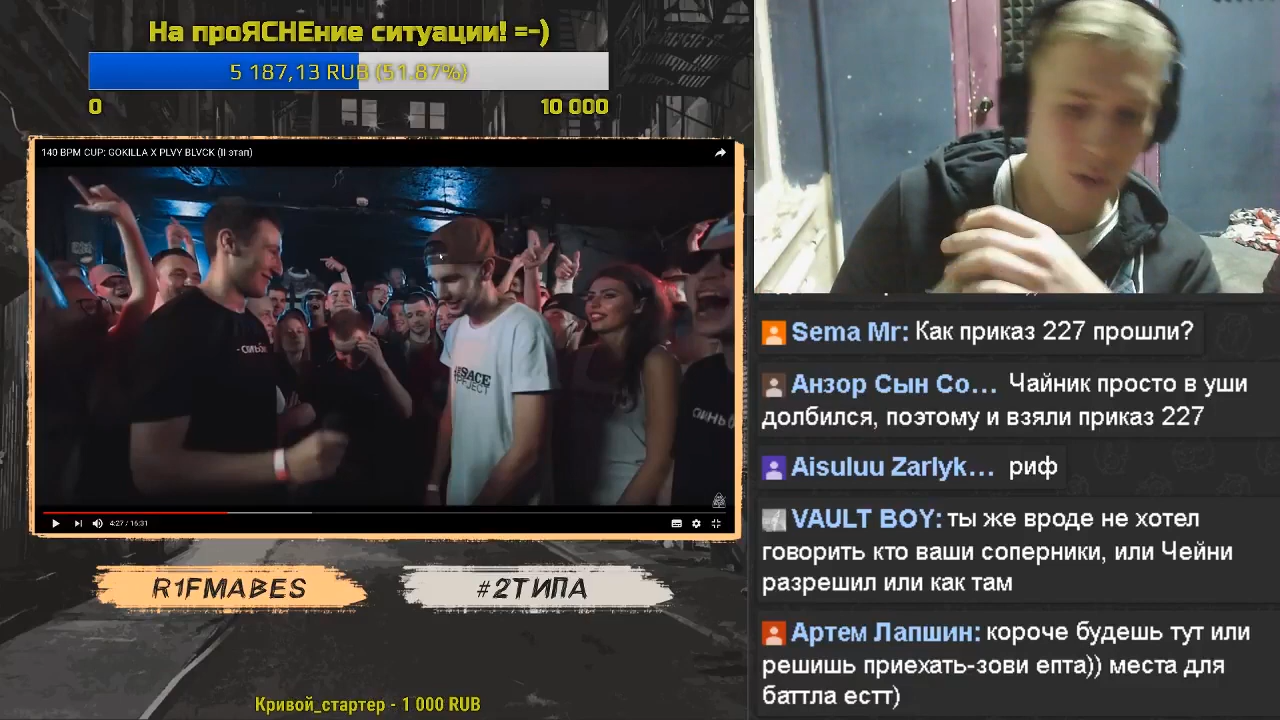 На проЯСНЕние ситуации! =-)
5 187,13 RUB (51.87%)
0
10 000
140 BPM CUP: GOKILLA X PLVY BLVCK (II этап)
4:27 / 16:31
R1FMABES
#2ТИПА
Кривой_стартер - 1 000 RUB
Sema Mr: Как приказ 227 прошли?
Анзор Сын Со... Чайник просто в уши
долбился, поэтому и взяли приказ 227
Aisuluu Zarlyk... риф
VAULT BOY: ты же вроде не хотел
говорить кто ваши соперники, или Чейни
разрешил или как там
Артем Лапшин: короче будешь тут или
решишь приехать-зови епта)) места для
баттла естт)